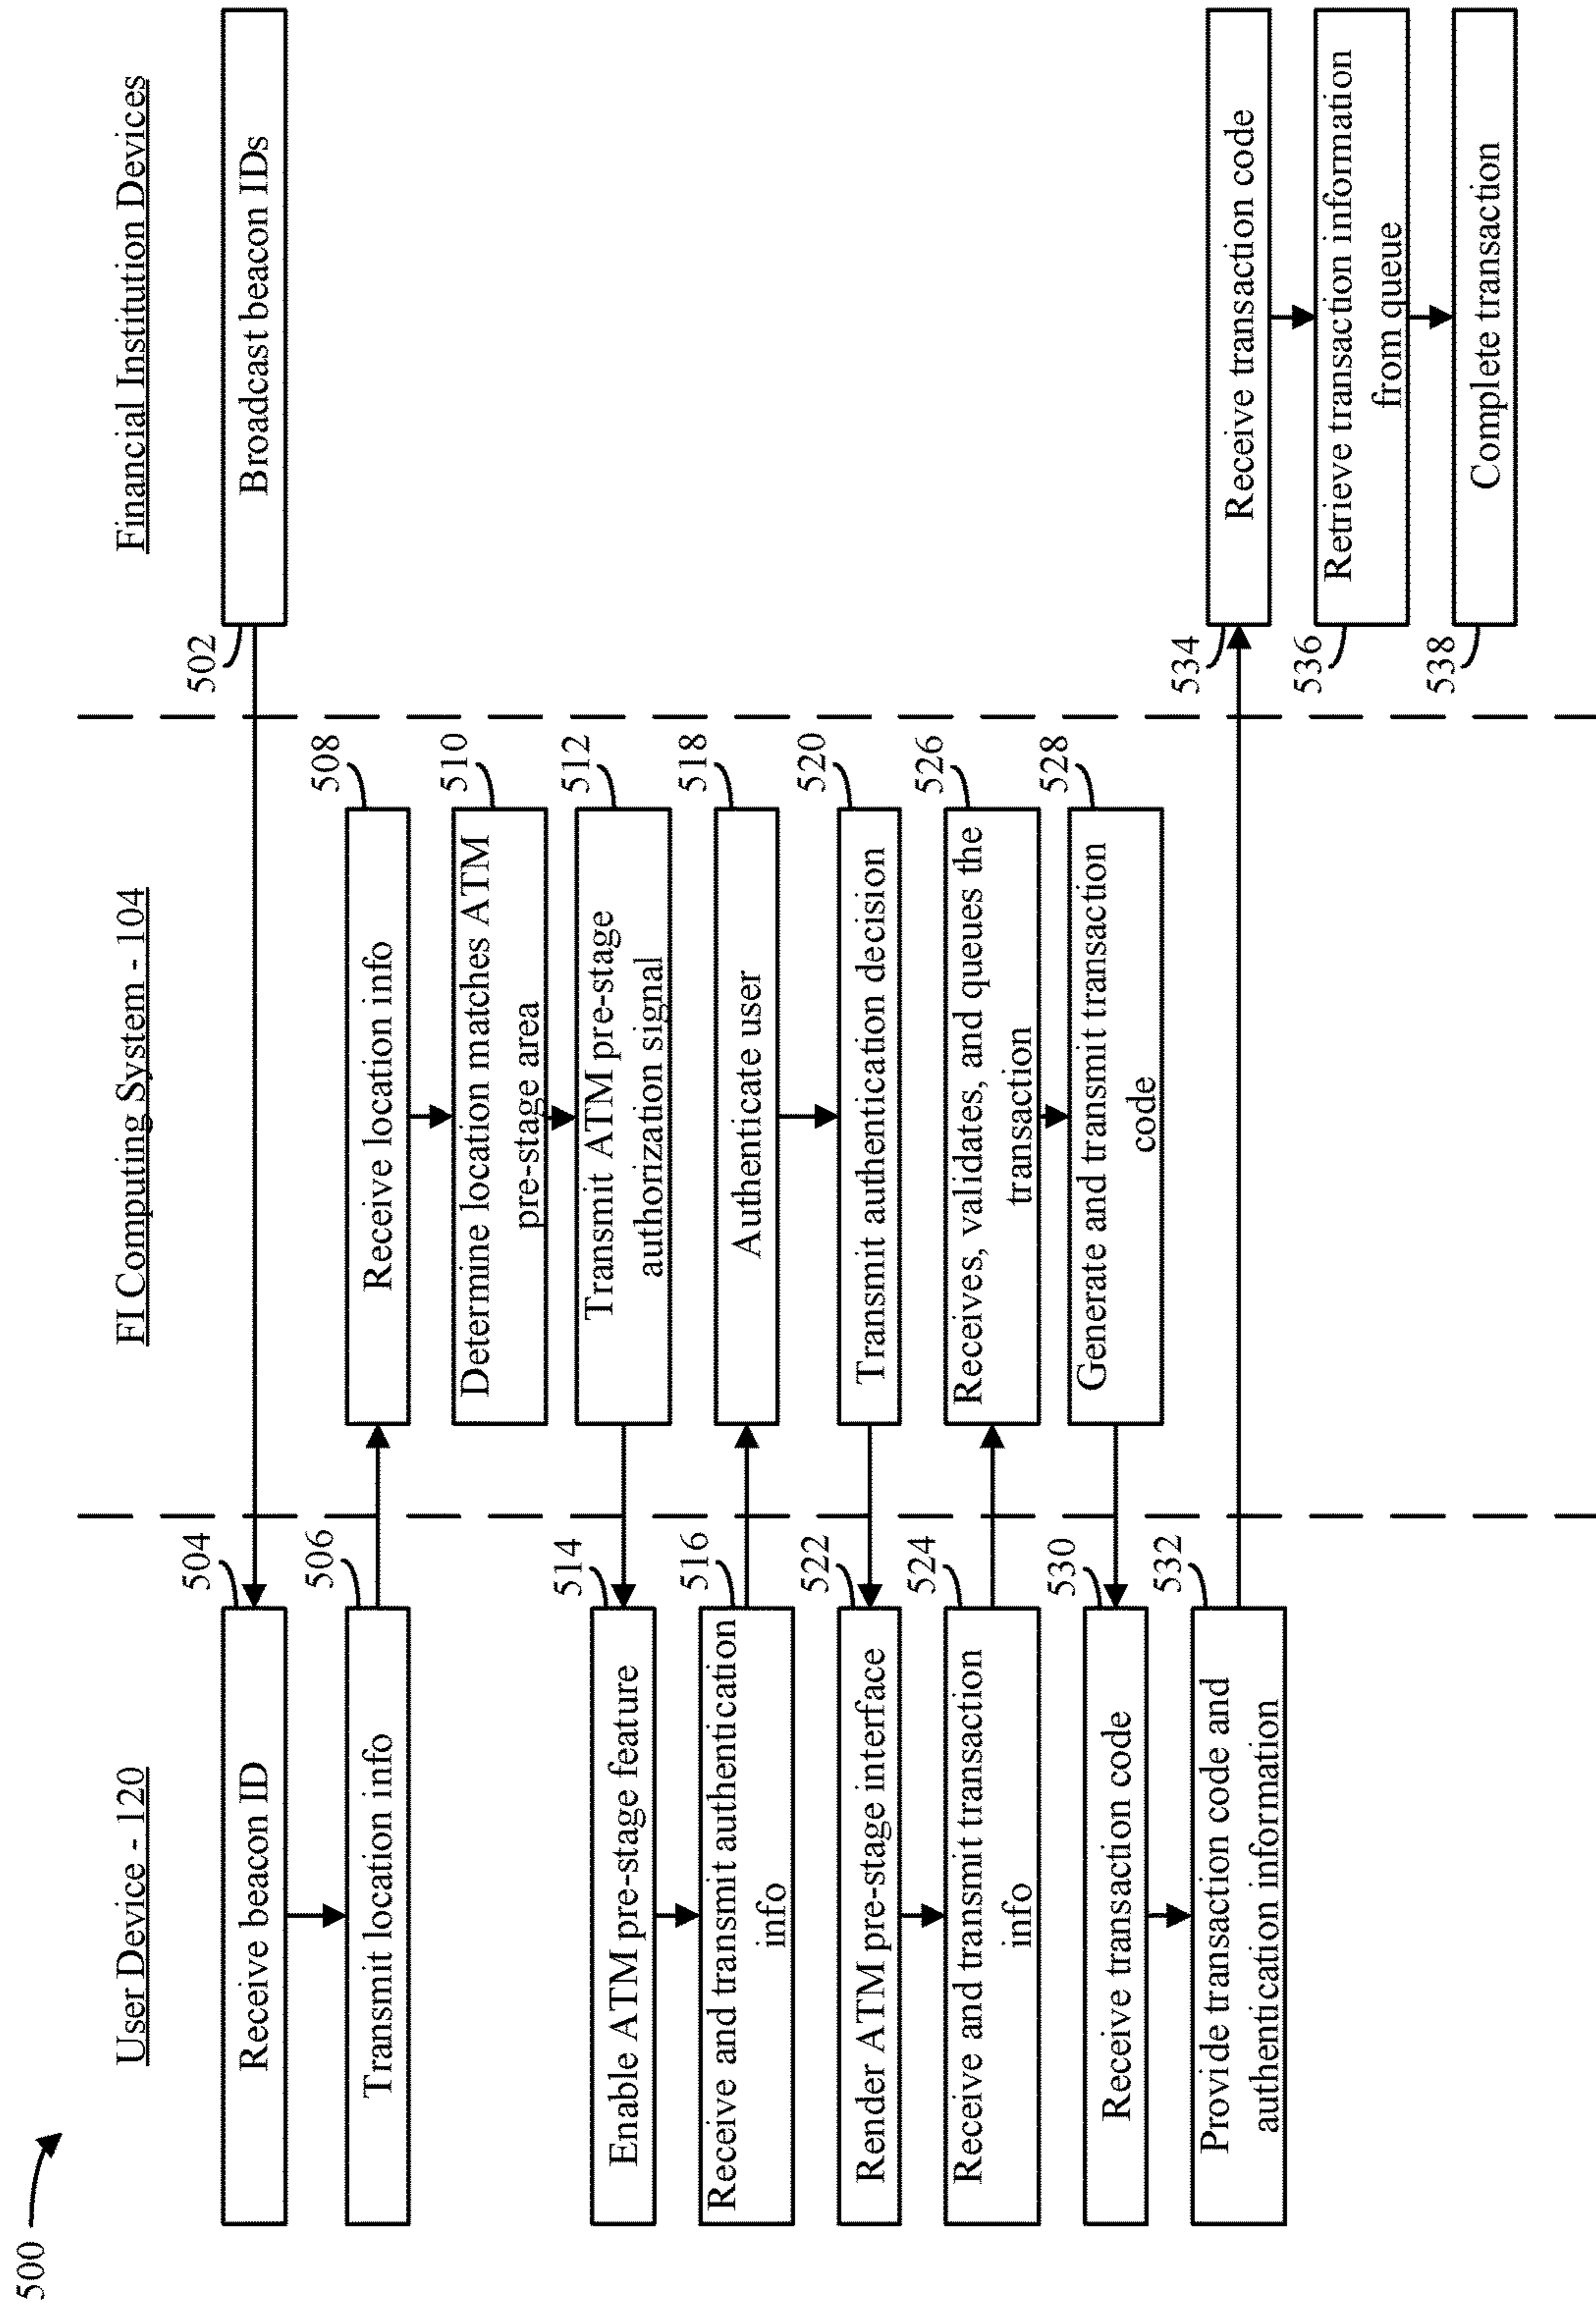 500
User Device - 120
FI Computing System - 104
Financial Institution Devices
502
Broadcast beacon IDs
504
Receive beacon ID
506
Transmit location info
508
Receive location info
510
Determine location matches ATM
pre-stage area
512
Transmit ATM pre-stage
authorization signal
514
Enable ATM pre-stage feature
516
Receive and transmit authentication
info
518
Authenticate user
520
Transmit authentication decision
522
Render ATM pre-stage interface
524
Receive and transmit transaction
info
526
Receives, validates, and queues the
transaction
528
Generate and transmit transaction
code
530
Receive transaction code
532
Provide transaction code and
authentication information
534
Receive transaction code
536
Retrieve transaction information
from queue
538
Complete transaction